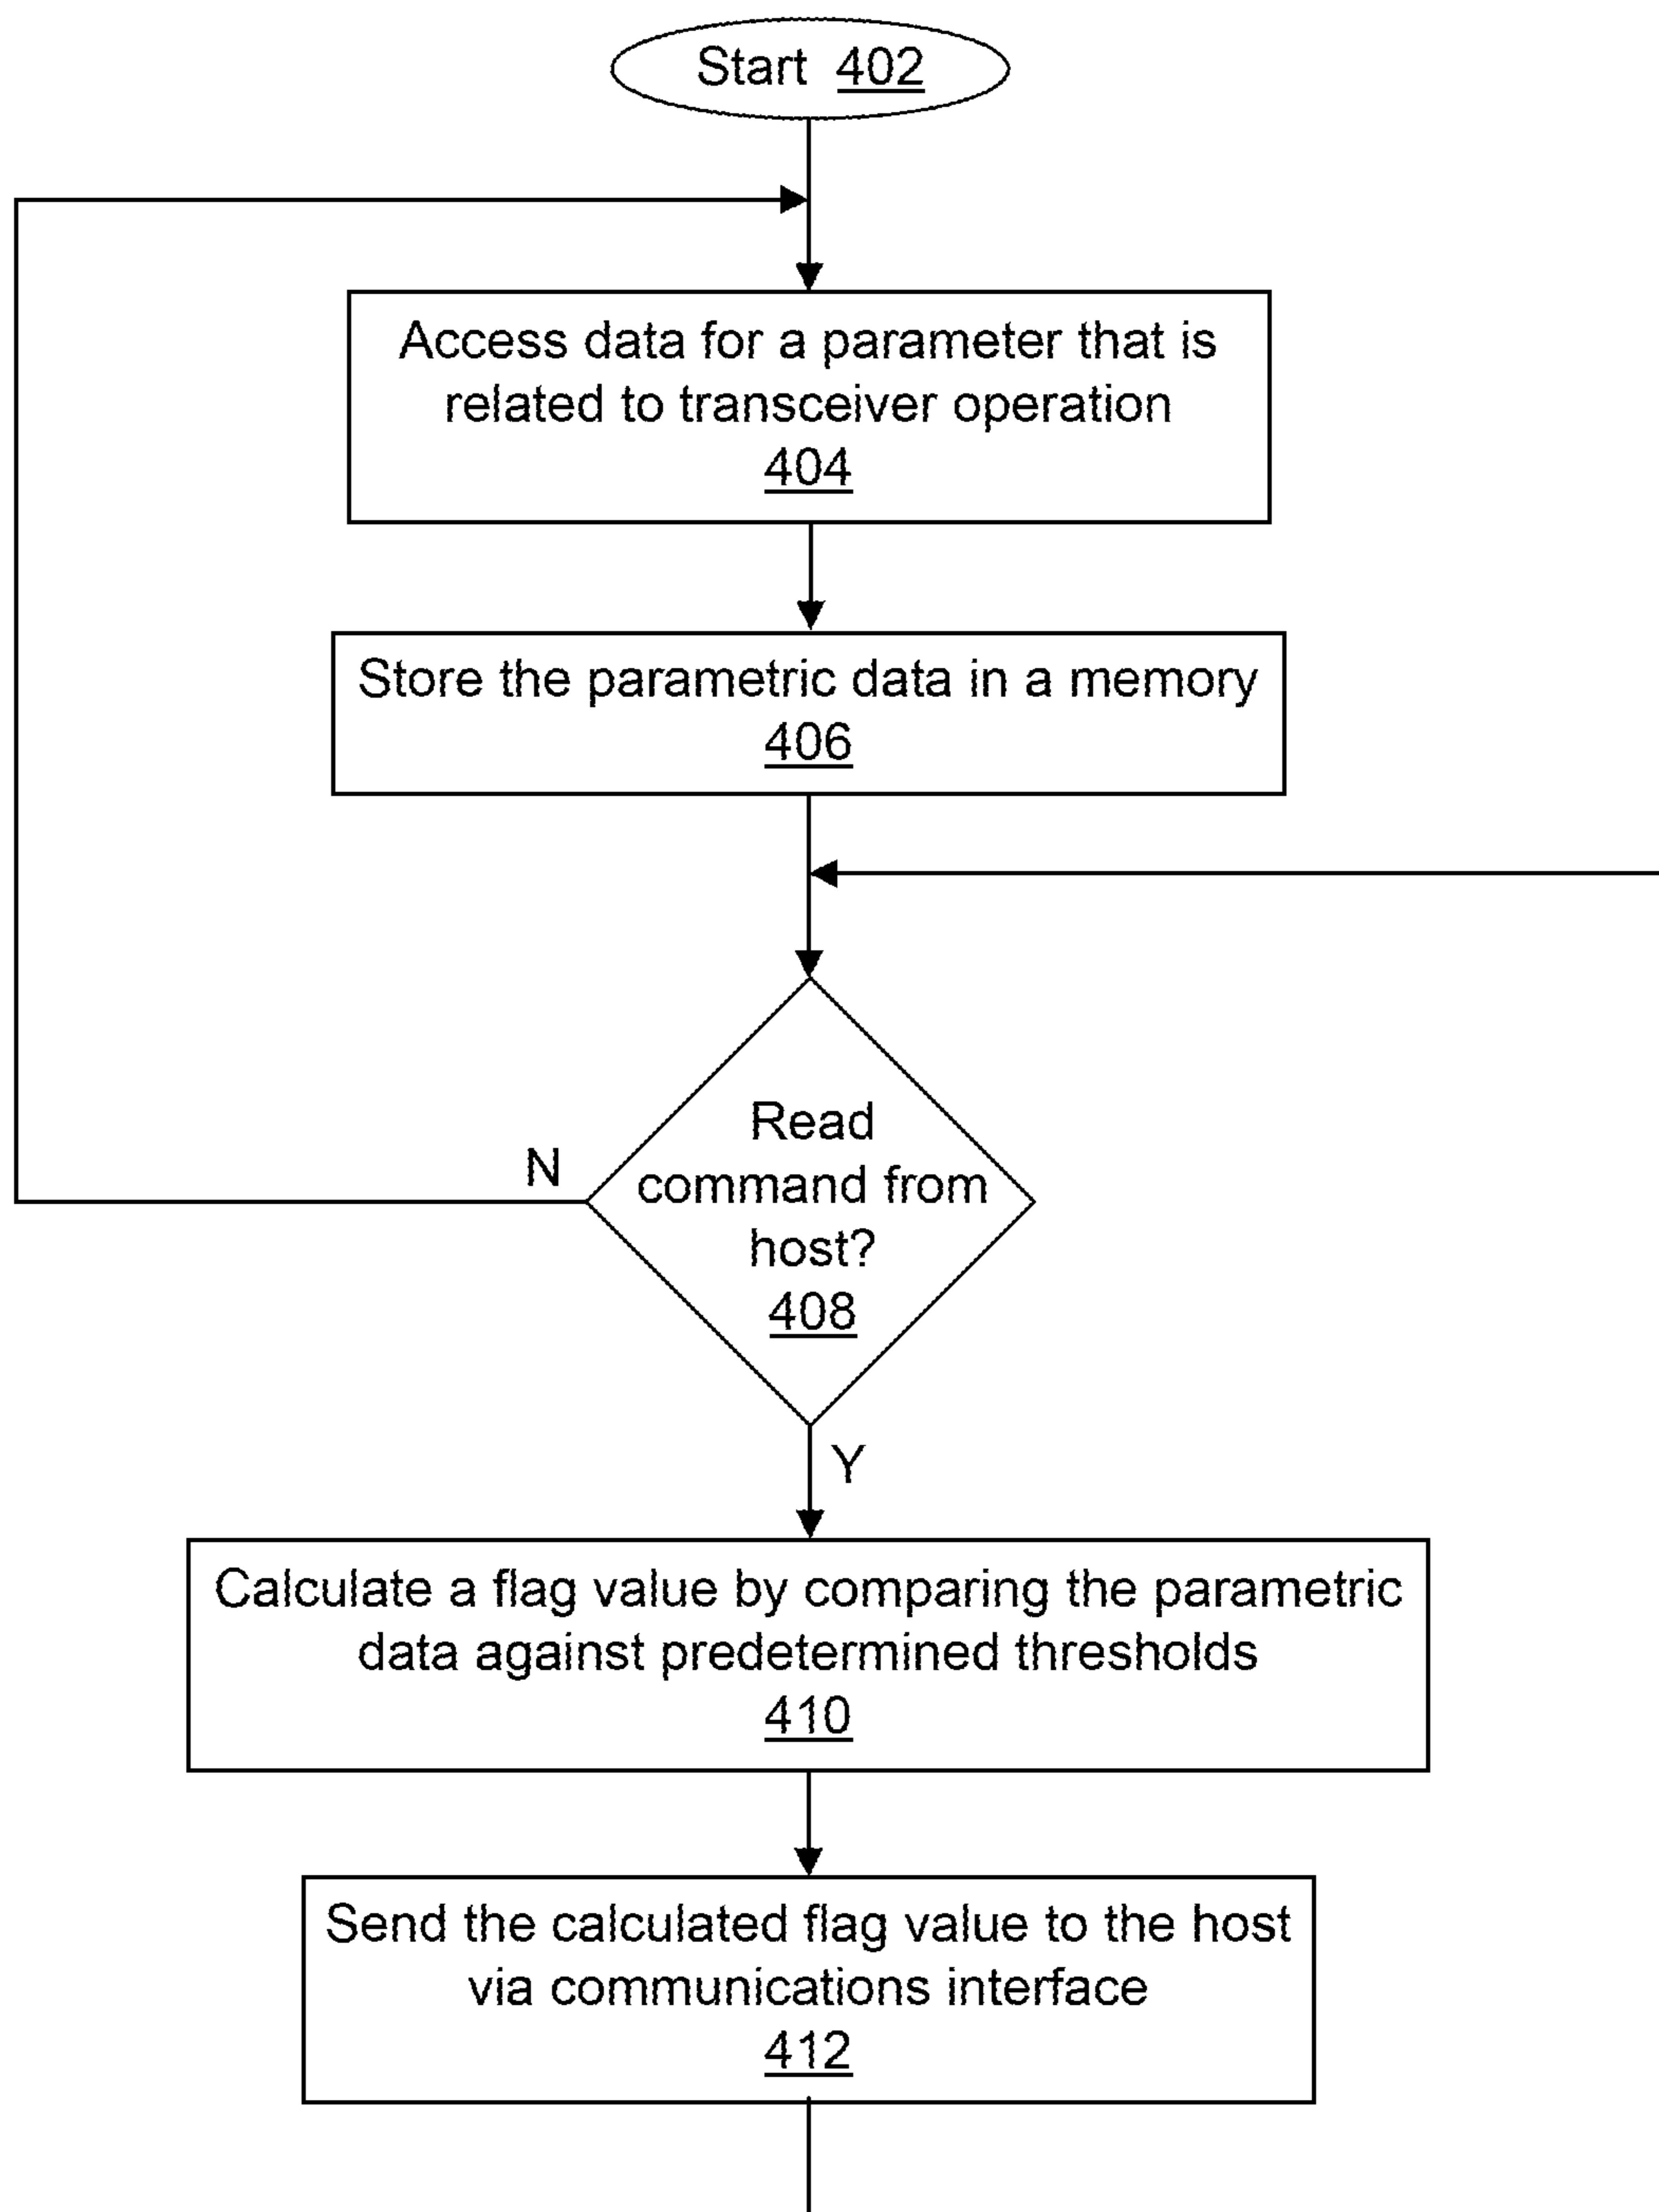 Start 402
Access data for a parameter that is
related to transceiver operation
404
Store the parametric data in a memory
406
Read
command from
host?
408
N
Y
Calculate a flag value by comparing the parametric
data against predetermined thresholds
410
Send the calculated flag value to the host
via communications interface
412